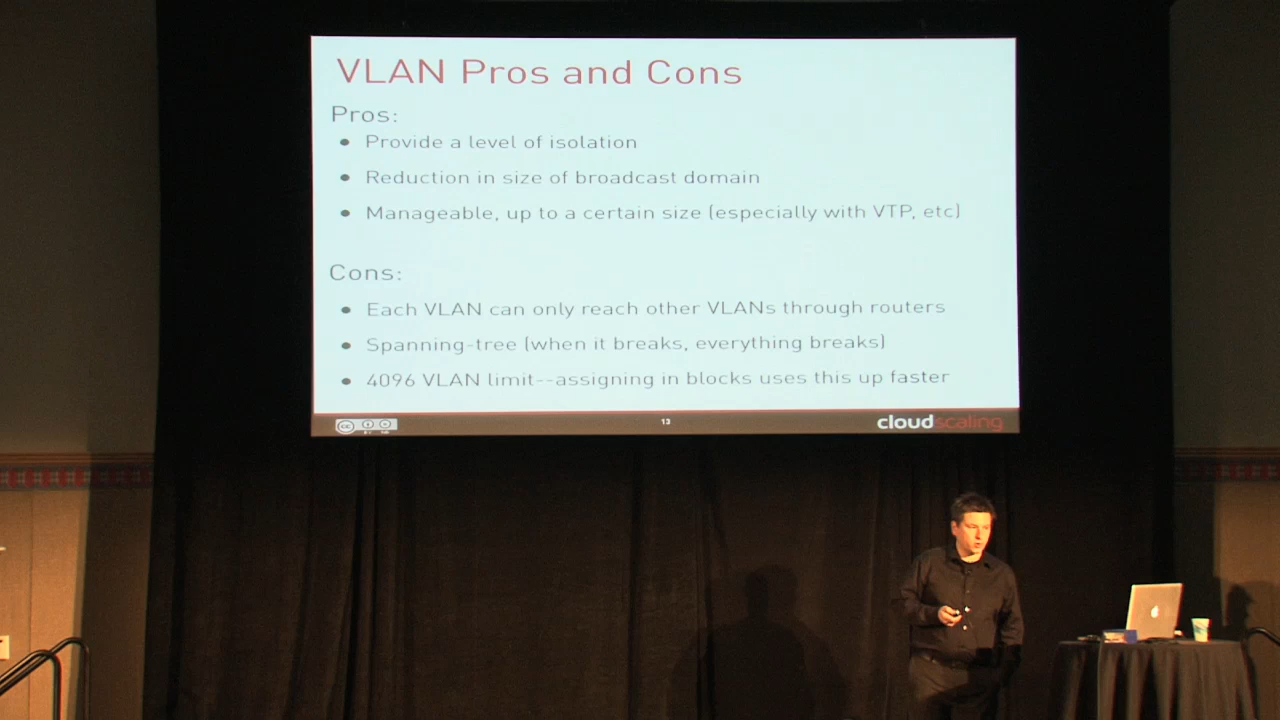 VLAN Pros and Cons
Pros:
● Provide a level of isolation
● Reduction in size of broadcast domain
● Manageable, up to a certain size (especially with VTP, etc)
Cons:
● Each VLAN can only reach other VLANs through routers
● Spanning-tree (when it breaks, everything breaks)
● 4096 VLAN limit--assigning in blocks uses this up faster
cc
13
cloudscaling